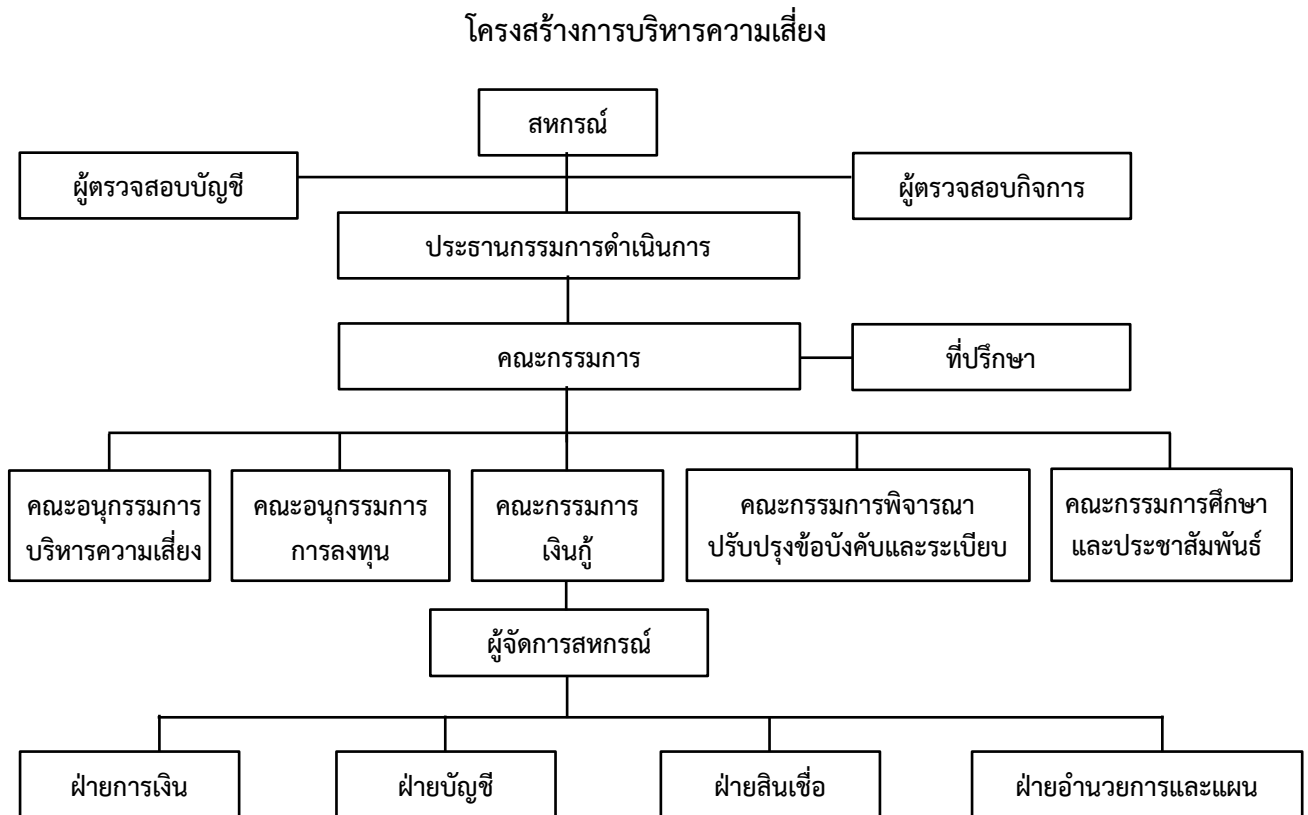 โครงสร้างการบริหารความเสี่ยง
สหกรณ์
ผู้ตรวจสอบบัญชี
ผู้ตรวจสอบกิจการ
ประธานกรรมการดำเนินการ
คณะกรรมการ
ที่ปรึกษา
คณะอนุกรรมการ
บริหารความเสี่ยง
คณะอนุกรรมการ
การลงทุน
คณะกรรมการ
เงินกู้
คณะกรรมการพิจารณา
ปรับปรุงข้อบังคับและระเบียบ
คณะกรรมการศึกษา
และประชาสัมพันธ์
ผู้จัดการสหกรณ์
ฝ่ายการเงิน
ฝ่ายบัญชี
ฝ่ายสินเชื่อ
ฝ่ายอำนวยการและแผน